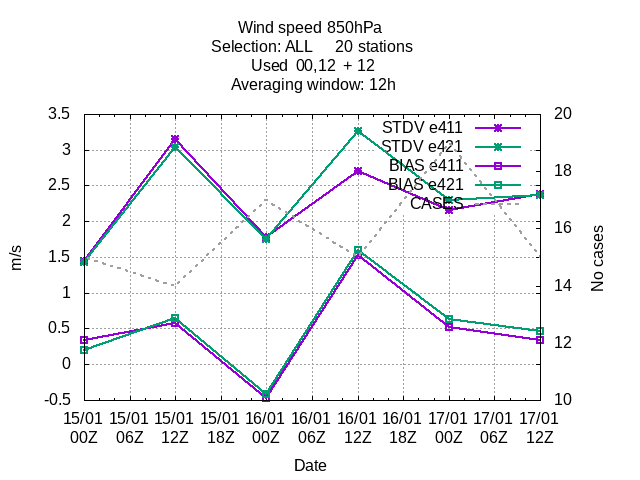 Wind speed 850hPa
Selection: ALL 20 stations
Used 00,12 + 12
Averaging window: 12h
3.5
3
2.5
2
1.5
1
0.5
0
-0.5
m/s
STDV e411
STDV e421
BIAS e411
BIAS e421
CASES
20
18
16
14
12
10
No cases
15/01 15/01 15/01 15/01 16/01 16/01 16/01 16/01 17/01 17/01 17/01
00Z 06Z 12Z 18Z 00Z 06Z 12Z 18Z 00Z 06Z 12Z
Date